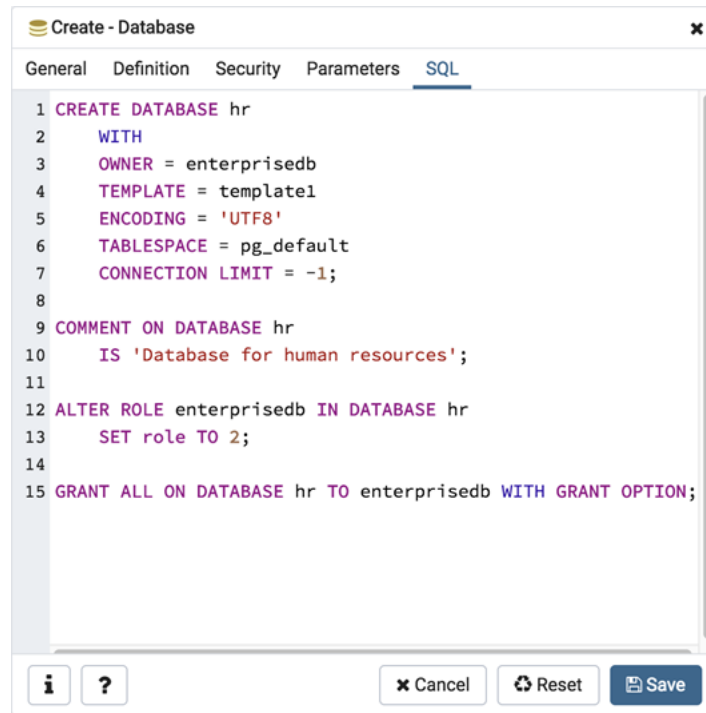 Create - Database
General Definition Security Parameters SQL
1 CREATE DATABASE hr
2 WITH
3 OWNER = enterprisedb
4 TEMPLATE = template1
5 ENCODING = 'UTF8'
6 TABLESPACE = pg_default
7 CONNECTION LIMIT = -1;
8
9 COMMENT ON DATABASE hr
10 IS 'Database for human resources';
11
12 ALTER ROLE enterprisedb IN DATABASE hr
13 SET role TO 2;
14
15 GRANT ALL ON DATABASE hr TO enterprisedb WITH GRANT OPTION;
i ? Cancel Reset Save